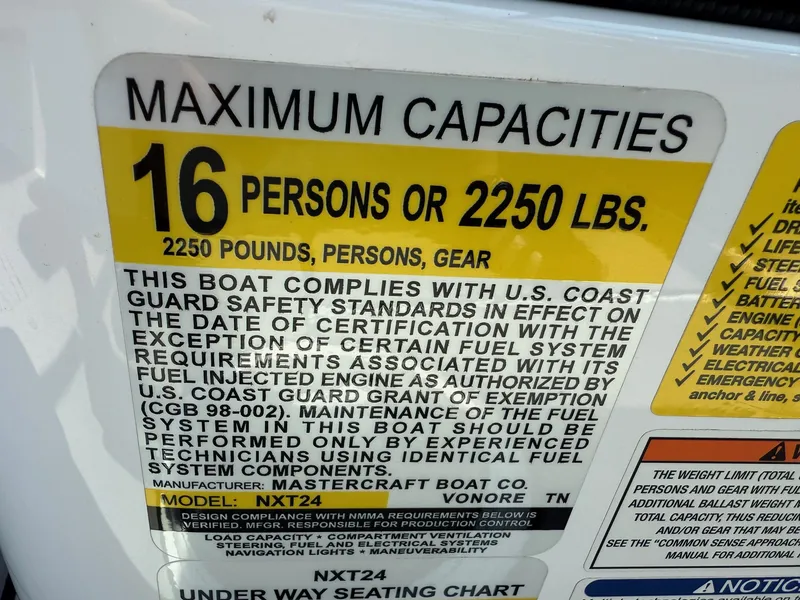 MAXIMUM CAPACITIES
16 PERSONS OR 2250 LBS.
2250 POUNDS, PERSONS, GEAR
THIS BOAT COMPLIES WITH U.S. COAST
GUARD SAFETY STANDARDS IN EFFECT ON
THE DATE OF CERTIFICATION WITH THE
EXCEPTION OF CERTAIN FUEL SYSTEM
REQUIREMENTS ASSOCIATED WITH ITS
FUEL INJECTED ENGINE AS AUTHORIZED BY
U.S. COAST GUARD GRANT OF EXEMPTION
(CGB 98-002). MAINTENANCE OF THE FUEL
SYSTEM IN THIS BOAT SHOULD BE
PERFORMED ONLY BY EXPERIENCED
TECHNICIANS USING IDENTICAL FUEL
SYSTEM COMPONENTS.
MANUFACTURER: MASTERCRAFT BOAT CO.
MODEL: NXT24 VONORE TN
DESIGN COMPLIANCE WITH NMMA REQUIREMENTS BELOW IS
VERIFIED. MFGR. RESPONSIBLE FOR PRODUCTION CONTROL
LOAD CAPACITY * COMPARTMENT VENTILATION
STEERING, FUEL AND ELECTRICAL SYSTEMS
NAVIGATION LIGHTS * MANEUVERABILITY
NXT24
UNDER WAY SEATING CHART
LIFE
FUEL
ENGINE
CAPACITY
WEATHER
ELECTRICAL
EMERGENCY
anchor & line,
THE WEIGHT LIMIT (TOTAL
PERSONS AND GEAR WITH
ADDITIONAL BALLAST WEIGHT
TOTAL CAPACITY, THUS
AND/OR GEAR THAT MAY
SEE THE "COMMON SENSE
MANUAL FOR ADDITIONAL
NOTIC